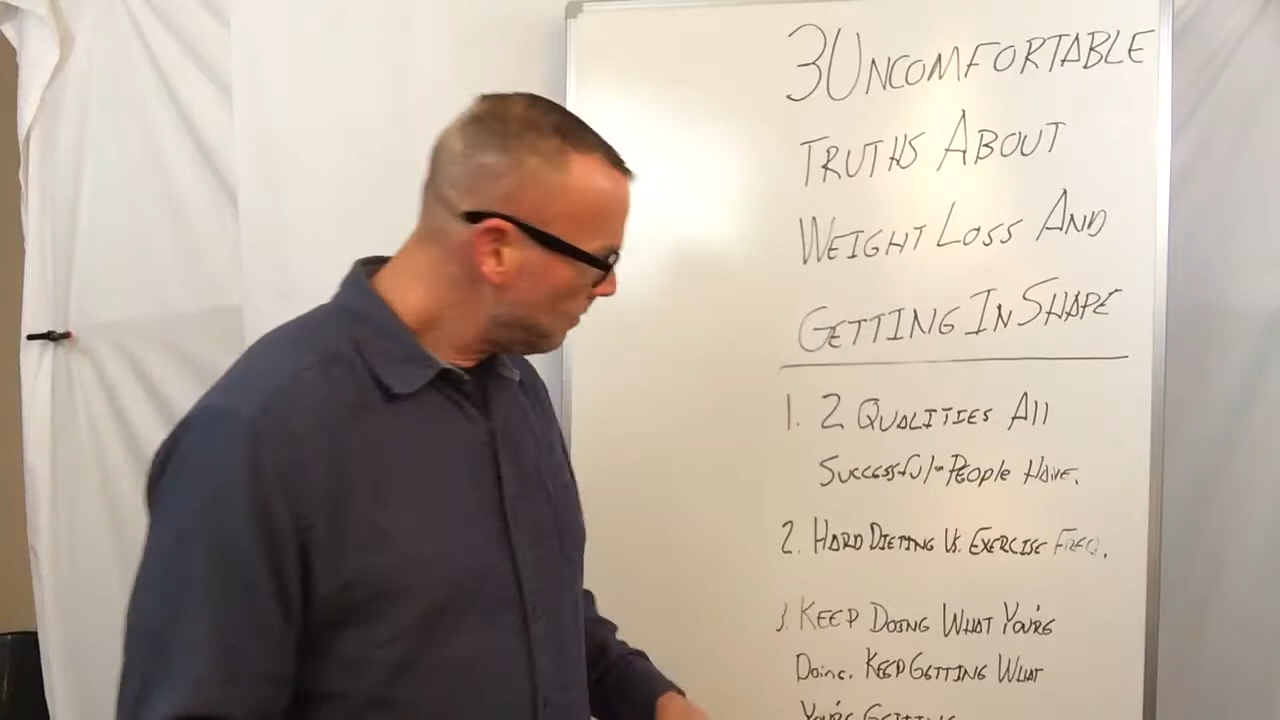 3 UNCOMFORTABLE
TRUTHS ABOUT
WEIGHT LOSS AND
GETTING IN SHAPE
1. 2 QUALITIES All
SUCCESSFUL PEOPLE HAVE.
2. HARD DIETING VS. EXERCISE FREQ.
3. KEEP DOING WHAT YOU'RE
DOING. KEEP GETTING WHAT
YOU'RE GETTING